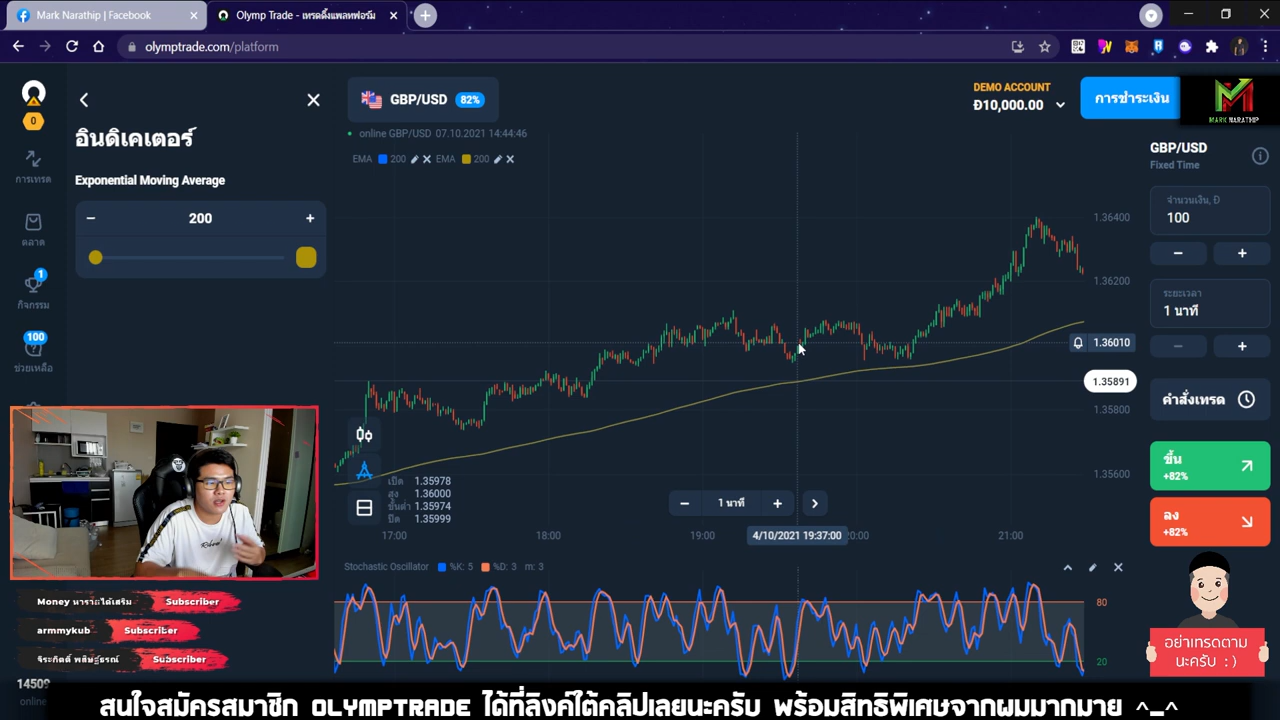 Mark Narathip | Facebook
Olymp Trade - เทรดดิ้งแพลทฟอร์ม
olymptrade.com/platform
0
การเทรด
ตลาด
1
กิจกรรม
100
ช่วยเหลือ
อินดิเคเตอร์
Exponential Moving Average
200
GBP/USD 82%
online GBP/USD 07.10.2021 14:44:46
EMA 200 EMA 200
DEMO ACCOUNT
Ð10,000.00
การชำระเงิน
MARK NARATHIP
1.36400
1.36200
1.36010
1.35891
1.35800
1.35600
เปิด 1.35978
สูง 1.36000
ขั้นต่ำ 1.35974
ปิด 1.35999
1 นาที
17:00
18:00
19:00
4/10/2021 19:37:00
20:00
21:00
Stochastic Oscillator %K: 5 %D: 3 m: 3
80
20
GBP/USD
Fixed Time
จำนวนเงิน, Ð
100
ระยะเวลา
1 นาที
คำสั่งเทรด
ขึ้น
+82%
ลง
+82%
อย่าเทรดตาม
นะครับ :)
Money หารายได้เสริม Subscriber
armmykub Subscriber
จีระกิตติ์ Subscriber
14509
online
สนใจสมัครสมาชิก OLYMPTRADE ได้ที่ลิงค์ใต้คลิปเลยนะครับ พร้อมสิทธิพิเศษจากผมมากมาย ^_^